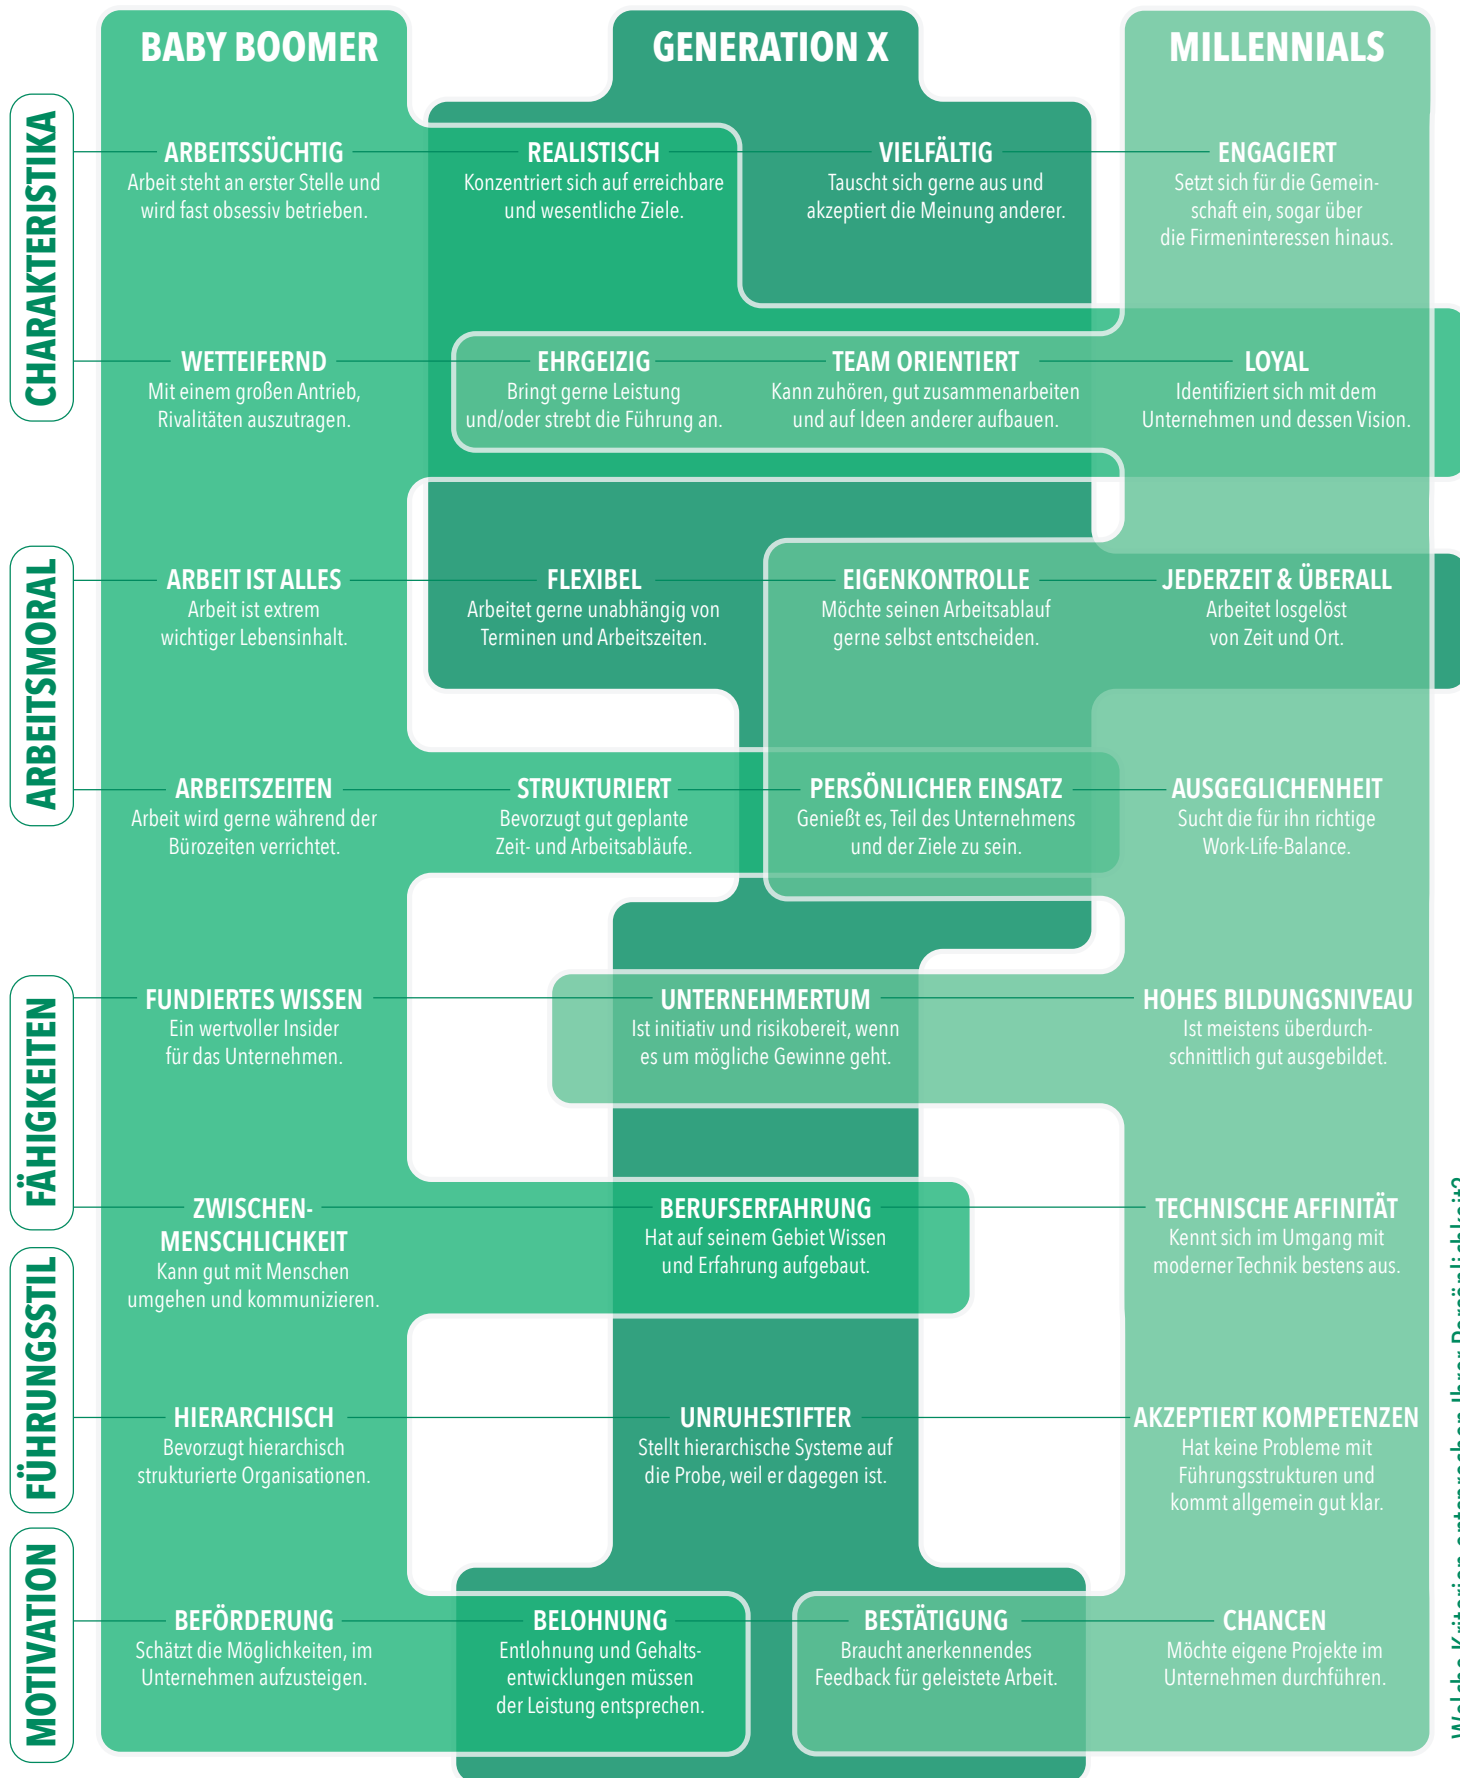 BABY BOOMER
GENERATION X
MILLENNIALS
CHARAKTERISTIKA
ARBEITSSÜCHTIG
Arbeit steht an erster Stelle und
wird fast obsessiv betrieben.
REALISTISCH
Konzentriert sich auf erreichbare
und wesentliche Ziele.
VIELFÄLTIG
Tauscht sich gerne aus und
akzeptiert die Meinung anderer.
ENGAGIERT
Setzt sich für die Gemein-
schaft ein, sogar über
die Firmeninteressen hinaus.
WETTEIFERND
Mit einem großen Antrieb,
Rivalitäten auszutragen.
EHRGEIZIG
Bringt gerne Leistung
und/oder strebt die Führung an.
TEAM ORIENTIERT
Kann zuhören, gut zusammenarbeiten
und auf Ideen anderer aufbauen.
LOYAL
Identifiziert sich mit dem
Unternehmen und dessen Vision.
ARBEITSMORAL
ARBEIT IST ALLES
Arbeit ist extrem
wichtiger Lebensinhalt.
FLEXIBEL
Arbeitet gerne unabhängig von
Terminen und Arbeitszeiten.
EIGENKONTROLLE
Möchte seinen Arbeitsablauf
gerne selbst entscheiden.
JEDERZEIT & ÜBERALL
Arbeitet losgelöst
von Zeit und Ort.
ARBEITSZEITEN
Arbeit wird gerne während der
Bürozeiten verrichtet.
STRUKTURIERT
Bevorzugt gut geplante
Zeit- und Arbeitsabläufe.
PERSÖNLICHER EINSATZ
Genießt es, Teil des Unternehmens
und der Ziele zu sein.
AUSGEGLICHENHEIT
Sucht die für ihn richtige
Work-Life-Balance.
FÄHIGKEITEN
FUNDIERTES WISSEN
Ein wertvoller Insider
für das Unternehmen.
UNTERNEHMERTUM
Ist initiativ und risikobereit, wenn
es um mögliche Gewinne geht.
HOHES BILDUNGSNIVEAU
Ist meistens überdurch-
schnittlich gut ausgebildet.
ZWISCHEN-
MENSCHLICHKEIT
Kann gut mit Menschen
umgehen und kommunizieren.
BERUFSERFAHRUNG
Hat auf seinem Gebiet Wissen
und Erfahrung aufgebaut.
TECHNISCHE AFFINITÄT
Kennt sich im Umgang mit
moderner Technik bestens aus.
FÜHRUNGSSTIL
HIERARCHISCH
Bevorzugt hierarchisch
strukturierte Organisationen.
UNRUHESTIFTER
Stellt hierarchische Systeme auf
die Probe, weil er dagegen ist.
AKZEPTIERT KOMPETENZEN
Hat keine Probleme mit
Führungsstrukturen und
kommt allgemein gut klar.
MOTIVATION
BEFÖRDERUNG
Schätzt die Möglichkeiten, im
Unternehmen aufzusteigen.
BELOHNUNG
Entlohnung und Gehalts-
entwicklungen müssen
der Leistung entsprechen.
BESTÄTIGUNG
Braucht anerkennendes
Feedback für geleistete Arbeit.
CHANCEN
Möchte eigene Projekte im
Unternehmen durchführen.
Welche Kriterien entsprechen Ihrer Persönlichkeit?